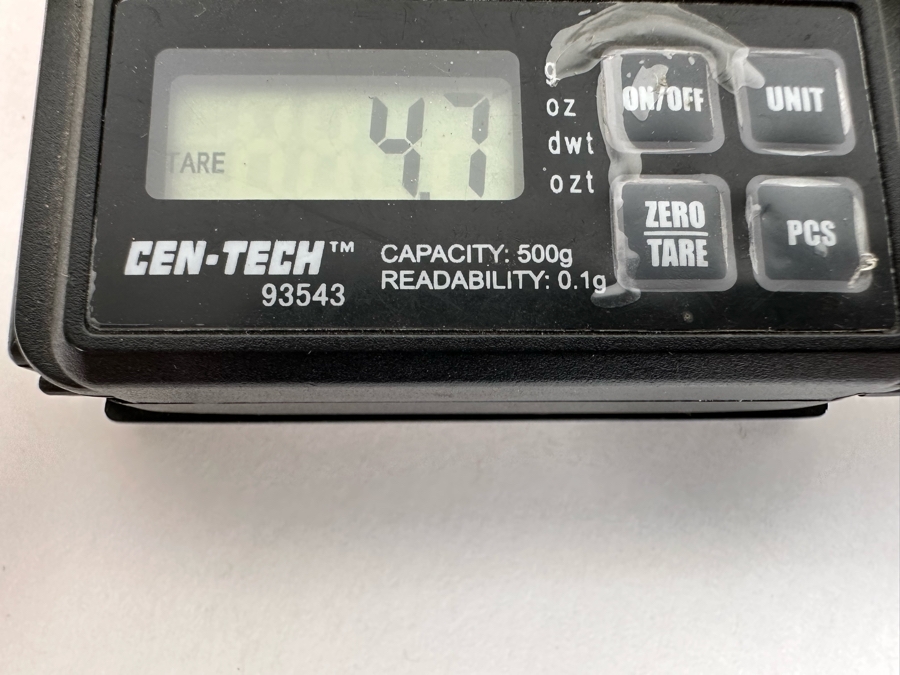 TARE 4.7
g
oz
dwt
ozt
ON/OFF
UNIT
ZERO
TARE
PCS
CEN-TECH™
93543
CAPACITY: 500g
READABILITY: 0.1g